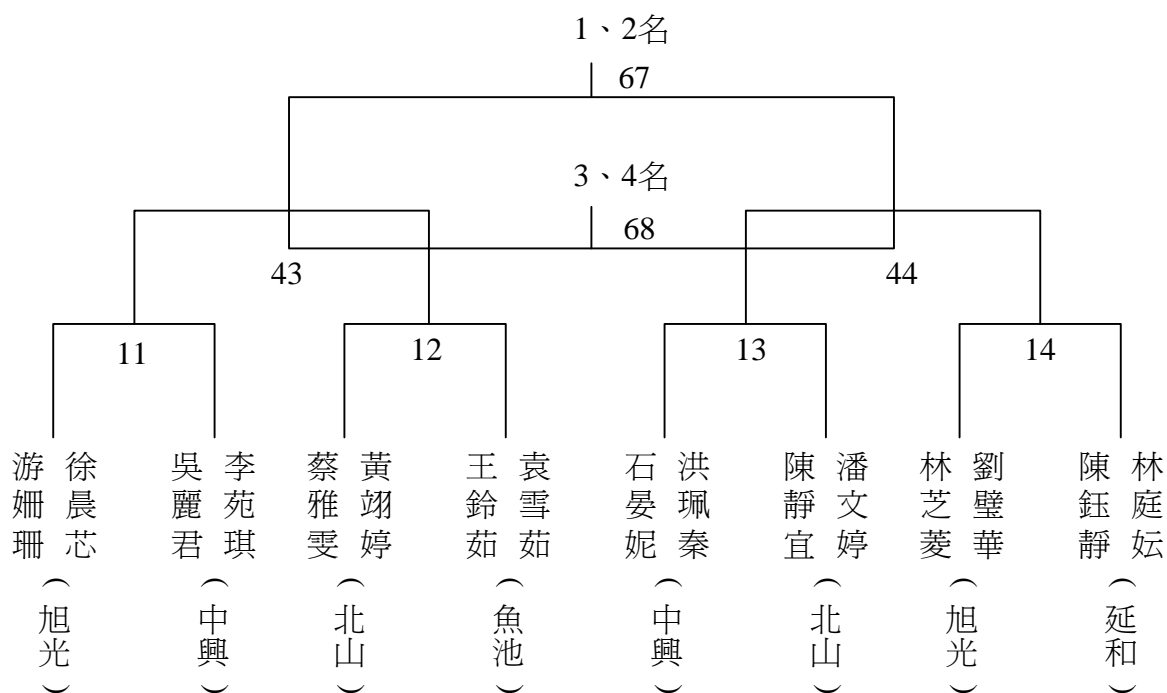 1、2名
67
3、4名
68
43
44
11
12
13
14
游姍珊
徐晨芯
(旭光)
吳麗君
李苑琪
(中興)
蔡雅雯
黃翊婷
(北山)
王鈴茹
袁雪茹
(魚池)
石晏妮
洪珮秦
(中興)
陳靜宜
潘文婷
(北山)
林芝菱
劉璧華
(旭光)
陳鈺靜
林庭妘
(延和)